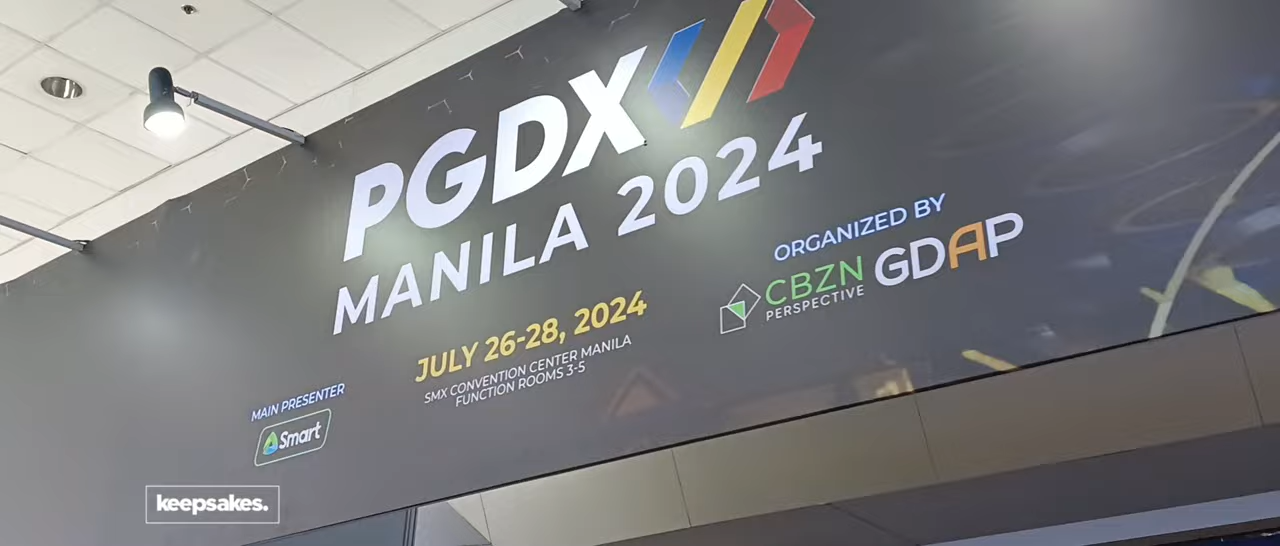 PGDX
MANILA 2024
JULY 26-28, 2024
SMX CONVENTION CENTER MANILA
FUNCTION ROOMS 3-5
ORGANIZED BY
CBZN
PERSPECTIVE
GDAP
MAIN PRESENTER
Smart
keepsakes.